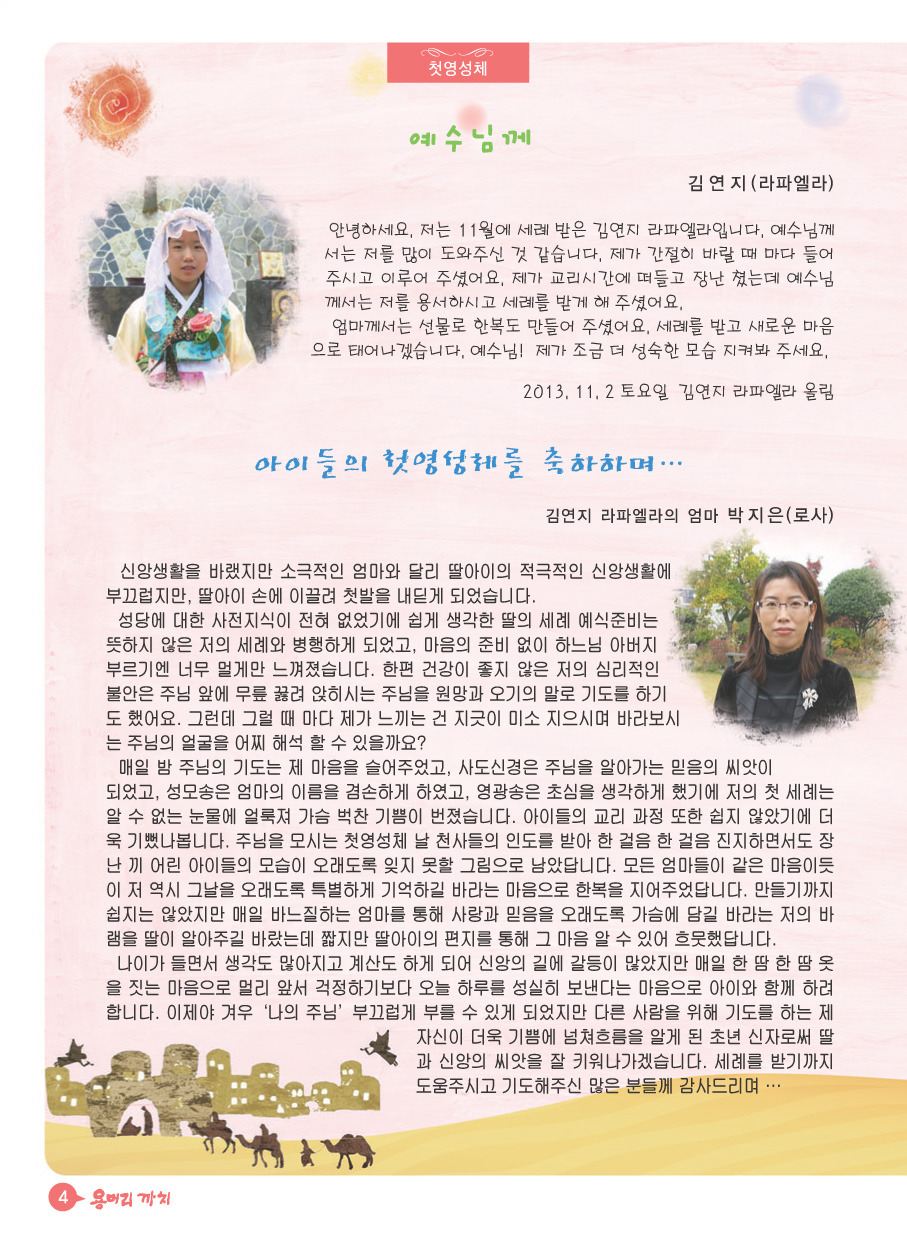 첫영성체
예수님께
김연지(라파엘라)
안녕하세요. 저는 11월에 세례 받은 김연지 라파엘라입니다. 예수님께
서는 저를 많이 도와주신 것 같습니다. 제가 간절히 바랄 때 마다 들어
주시고 이루어 주셨어요. 제가 교리시간에 떠들고 장난 쳤는데 예수님
께서는 저를 용서하시고 세례를 받게 해 주셨어요.
엄마께서는 선물로 한복도 만들어 주셨어요. 세례를 받고 새로운 마음
으로 태어나겠습니다. 예수님! 제가 조금 더 성숙한 모습 지켜봐 주세요.
2013. 11. 2 토요일 김연지 라파엘라 올림
아이들의 첫영성체를 축하하며…
김연지 라파엘라의 엄마 박지은(로사)
신앙생활을 바랬지만 소극적인 엄마와 달리 딸아이의 적극적인 신앙생활에
부끄럽지만, 딸아이 손에 이끌려 첫발을 내딛게 되었습니다.
성당에 대한 사전지식이 전혀 없었기에 쉽게 생각한 딸의 세례 예식준비는
뜻하지 않은 저의 세례와 병행하게 되었고, 마음의 준비 없이 하느님 아버지
부르기엔 너무 멀게만 느껴졌습니다. 한편 건강이 좋지 않은 저의 심리적인
불안은 주님 앞에 무릎 꿇려 앉히시는 주님을 원망과 오기의 말로 기도를 하기
도 했어요. 그런데 그럴 때 마다 제가 느끼는 건 지긋이 미소 지으시며 바라보시
는 주님의 얼굴을 어찌 해석 할 수 있을까요?
매일 밤 주님의 기도는 제 마음을 슬어주었고, 사도신경은 주님을 알아가는 믿음의 씨앗이
되었고, 성모송은 엄마의 이름을 겸손하게 하였고, 영광송은 초심을 생각하게 했기에 저의 첫 세례는
알 수 없는 눈물에 얼룩져 가슴 벅찬 기쁨이 번졌습니다. 아이들의 교리 과정 또한 쉽지 않았기에 더
욱 기뻤나봅니다. 주님을 모시는 첫영성체 날 천사들의 인도를 받아 한 걸음 한 걸음 진지하면서도 장
난 끼 어린 아이들의 모습이 오래도록 잊지 못할 그림으로 남았답니다. 모든 엄마들이 같은 마음이듯
이 저 역시 그날을 오래도록 특별하게 기억하길 바라는 마음으로 한복을 지어주었답니다. 만들기까지
쉽지는 않았지만 매일 바느질하는 엄마를 통해 사랑과 믿음을 오래도록 가슴에 담길 바라는 저의 바
램을 딸이 알아주길 바랐는데 짧지만 딸아이의 편지를 통해 그 마음 알 수 있어 흐뭇했답니다.
나이가 들면서 생각도 많아지고 계산도 하게 되어 신앙의 길에 갈등이 많았지만 매일 한 땀 한 땀 옷
을 짓는 마음으로 멀리 앞서 걱정하기보다 오늘 하루를 성실히 보낸다는 마음으로 아이와 함께 하려
합니다. 이제야 겨우 ‘나의 주님’ 부끄럽게 부를 수 있게 되었지만 다른 사람을 위해 기도를 하는 제
자신이 더욱 기쁨에 넘쳐흐름을 알게 된 초년 신자로써 딸
과 신앙의 씨앗을 잘 키워나가겠습니다. 세례를 받기까지
도움주시고 기도해주신 많은 분들께 감사드리며 …
4 용머리 까치